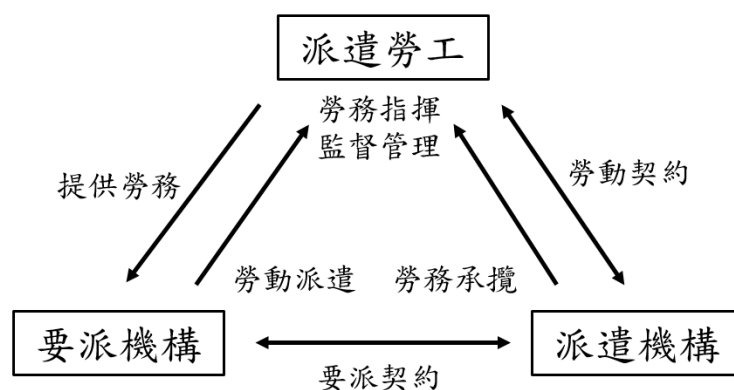 派遣勞工
勞務指揮
監督管理
提供勞務
勞動契約
勞動派遣
勞務承攬
要派機構
派遣機構
要派契約